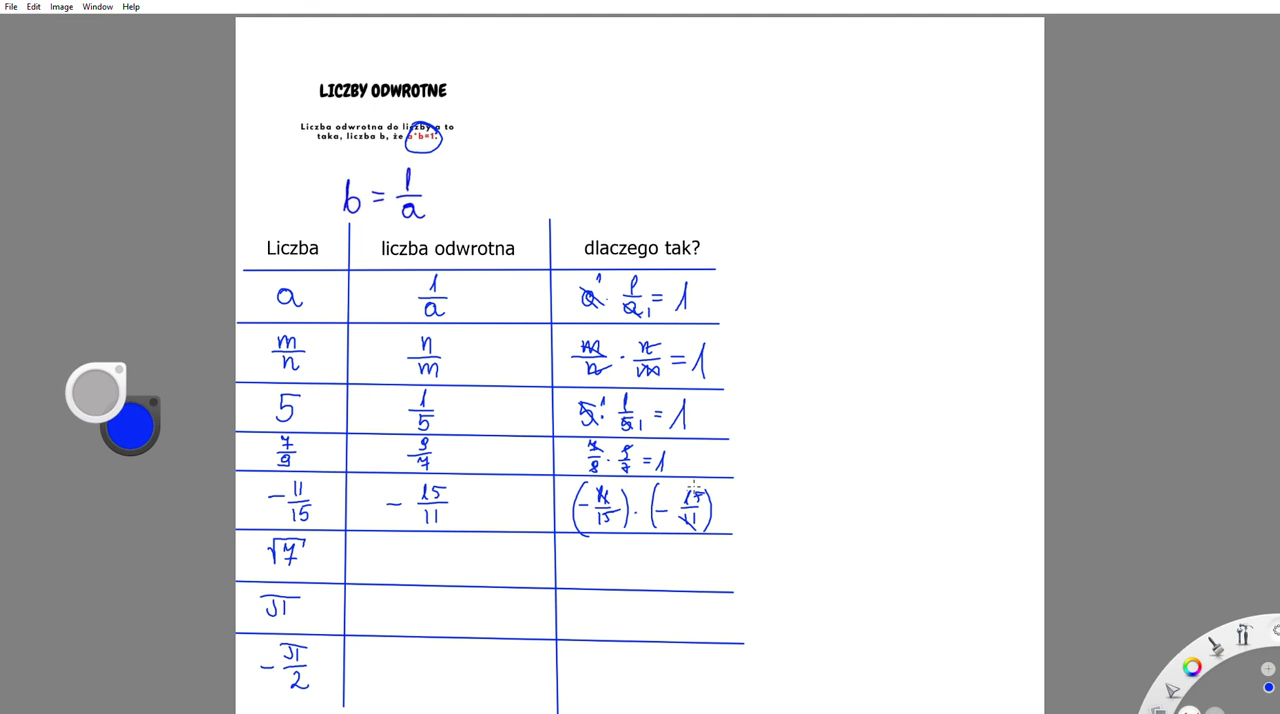 File Edit Image Window Help
LICZBY ODWROTNE
Liczba odwrotna do liczby a to
taka, liczba b, że a*b=1.
b = 1/a
Liczba liczba odwrotna dlaczego tak?
a 1/a a · 1/a = 1
m/n n/m m/n · n/m = 1
5 1/5 5 · 1/5 = 1
7/9 9/7 7/9 · 9/7 = 1
-11/15 -15/11 (-11/15) · (-15/11)
√7
π
-π/2